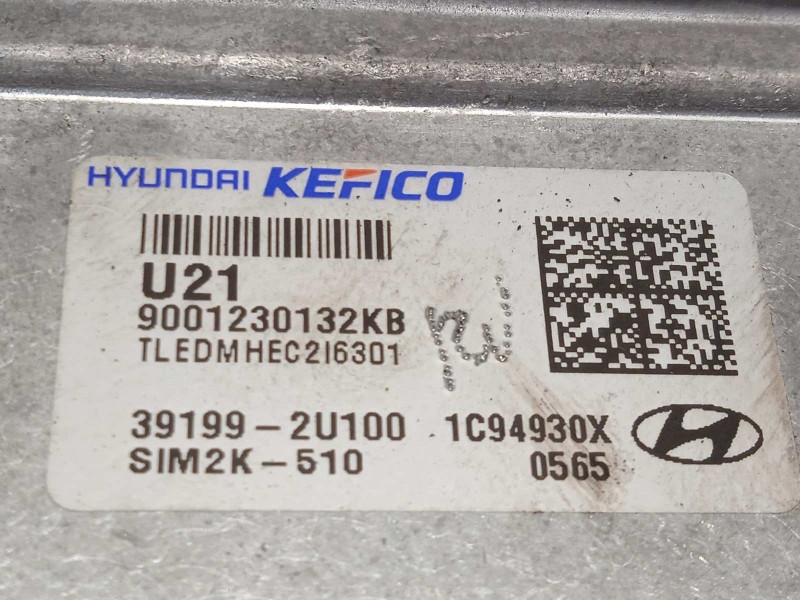 HYUNDAI KEFICO
U21
9001230132KB
TLEDMHEC2I6301
39199-2U100 1C94930X
SIM2K-510 0565